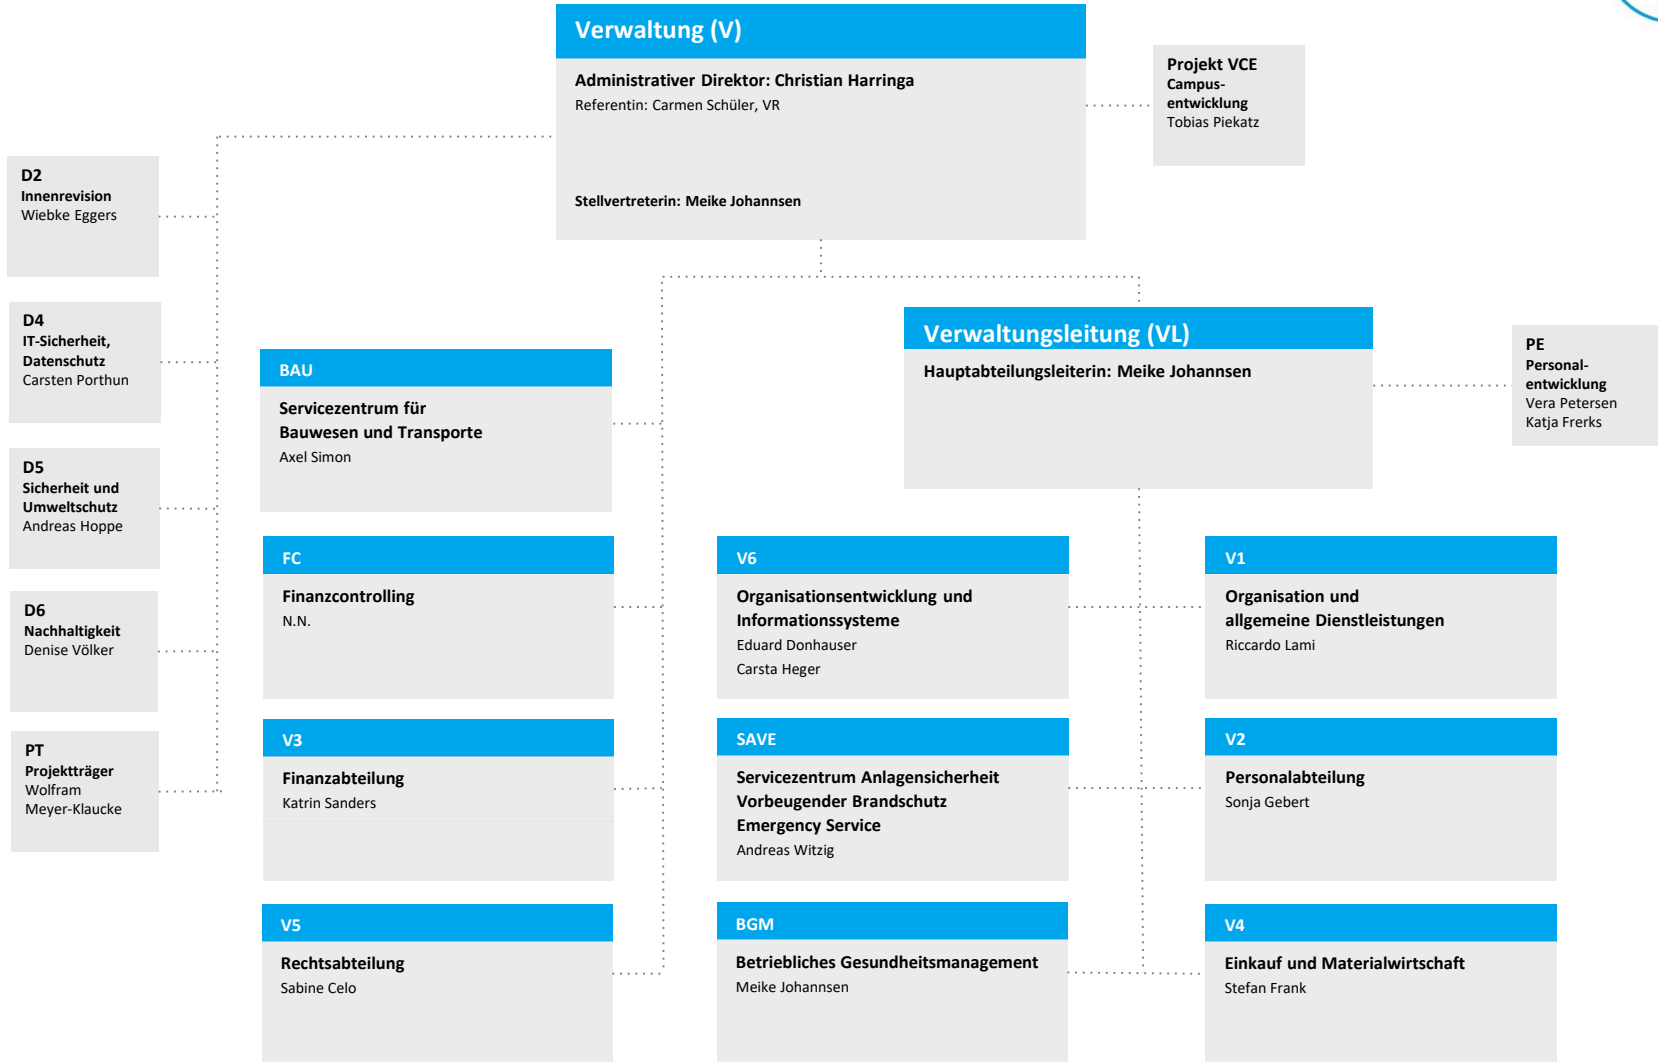 Verwaltung (V)
Administrativer Direktor: Christian Harringa
Referentin: Carmen Schüler, VR
Stellvertreterin: Meike Johannsen
Projekt VCE
Campus-
entwicklung
Tobias Piekatz
D2
Innenrevision
Wiebke Eggers
D4
IT-Sicherheit,
Datenschutz
Carsten Porthun
D5
Sicherheit und
Umweltschutz
Andreas Hoppe
D6
Nachhaltigkeit
Denise Völker
PT
Projektträger
Wolfram
Meyer-Klaucke
BAU
Servicezentrum für
Bauwesen und Transporte
Axel Simon
FC
Finanzcontrolling
N.N.
V3
Finanzabteilung
Katrin Sanders
V5
Rechtsabteilung
Sabine Celo
Verwaltungsleitung (VL)
Hauptabteilungsleiterin: Meike Johannsen
PE
Personal-
entwicklung
Vera Petersen
Katja Frerks
V6
Organisationsentwicklung und
Informationssysteme
Eduard Donhauser
Carsta Heger
SAVE
Servicezentrum Anlagensicherheit
Vorbeugender Brandschutz
Emergency Service
Andreas Witzig
BGM
Betriebliches Gesundheitsmanagement
Meike Johannsen
V1
Organisation und
allgemeine Dienstleistungen
Riccardo Lami
V2
Personalabteilung
Sonja Gebert
V4
Einkauf und Materialwirtschaft
Stefan Frank